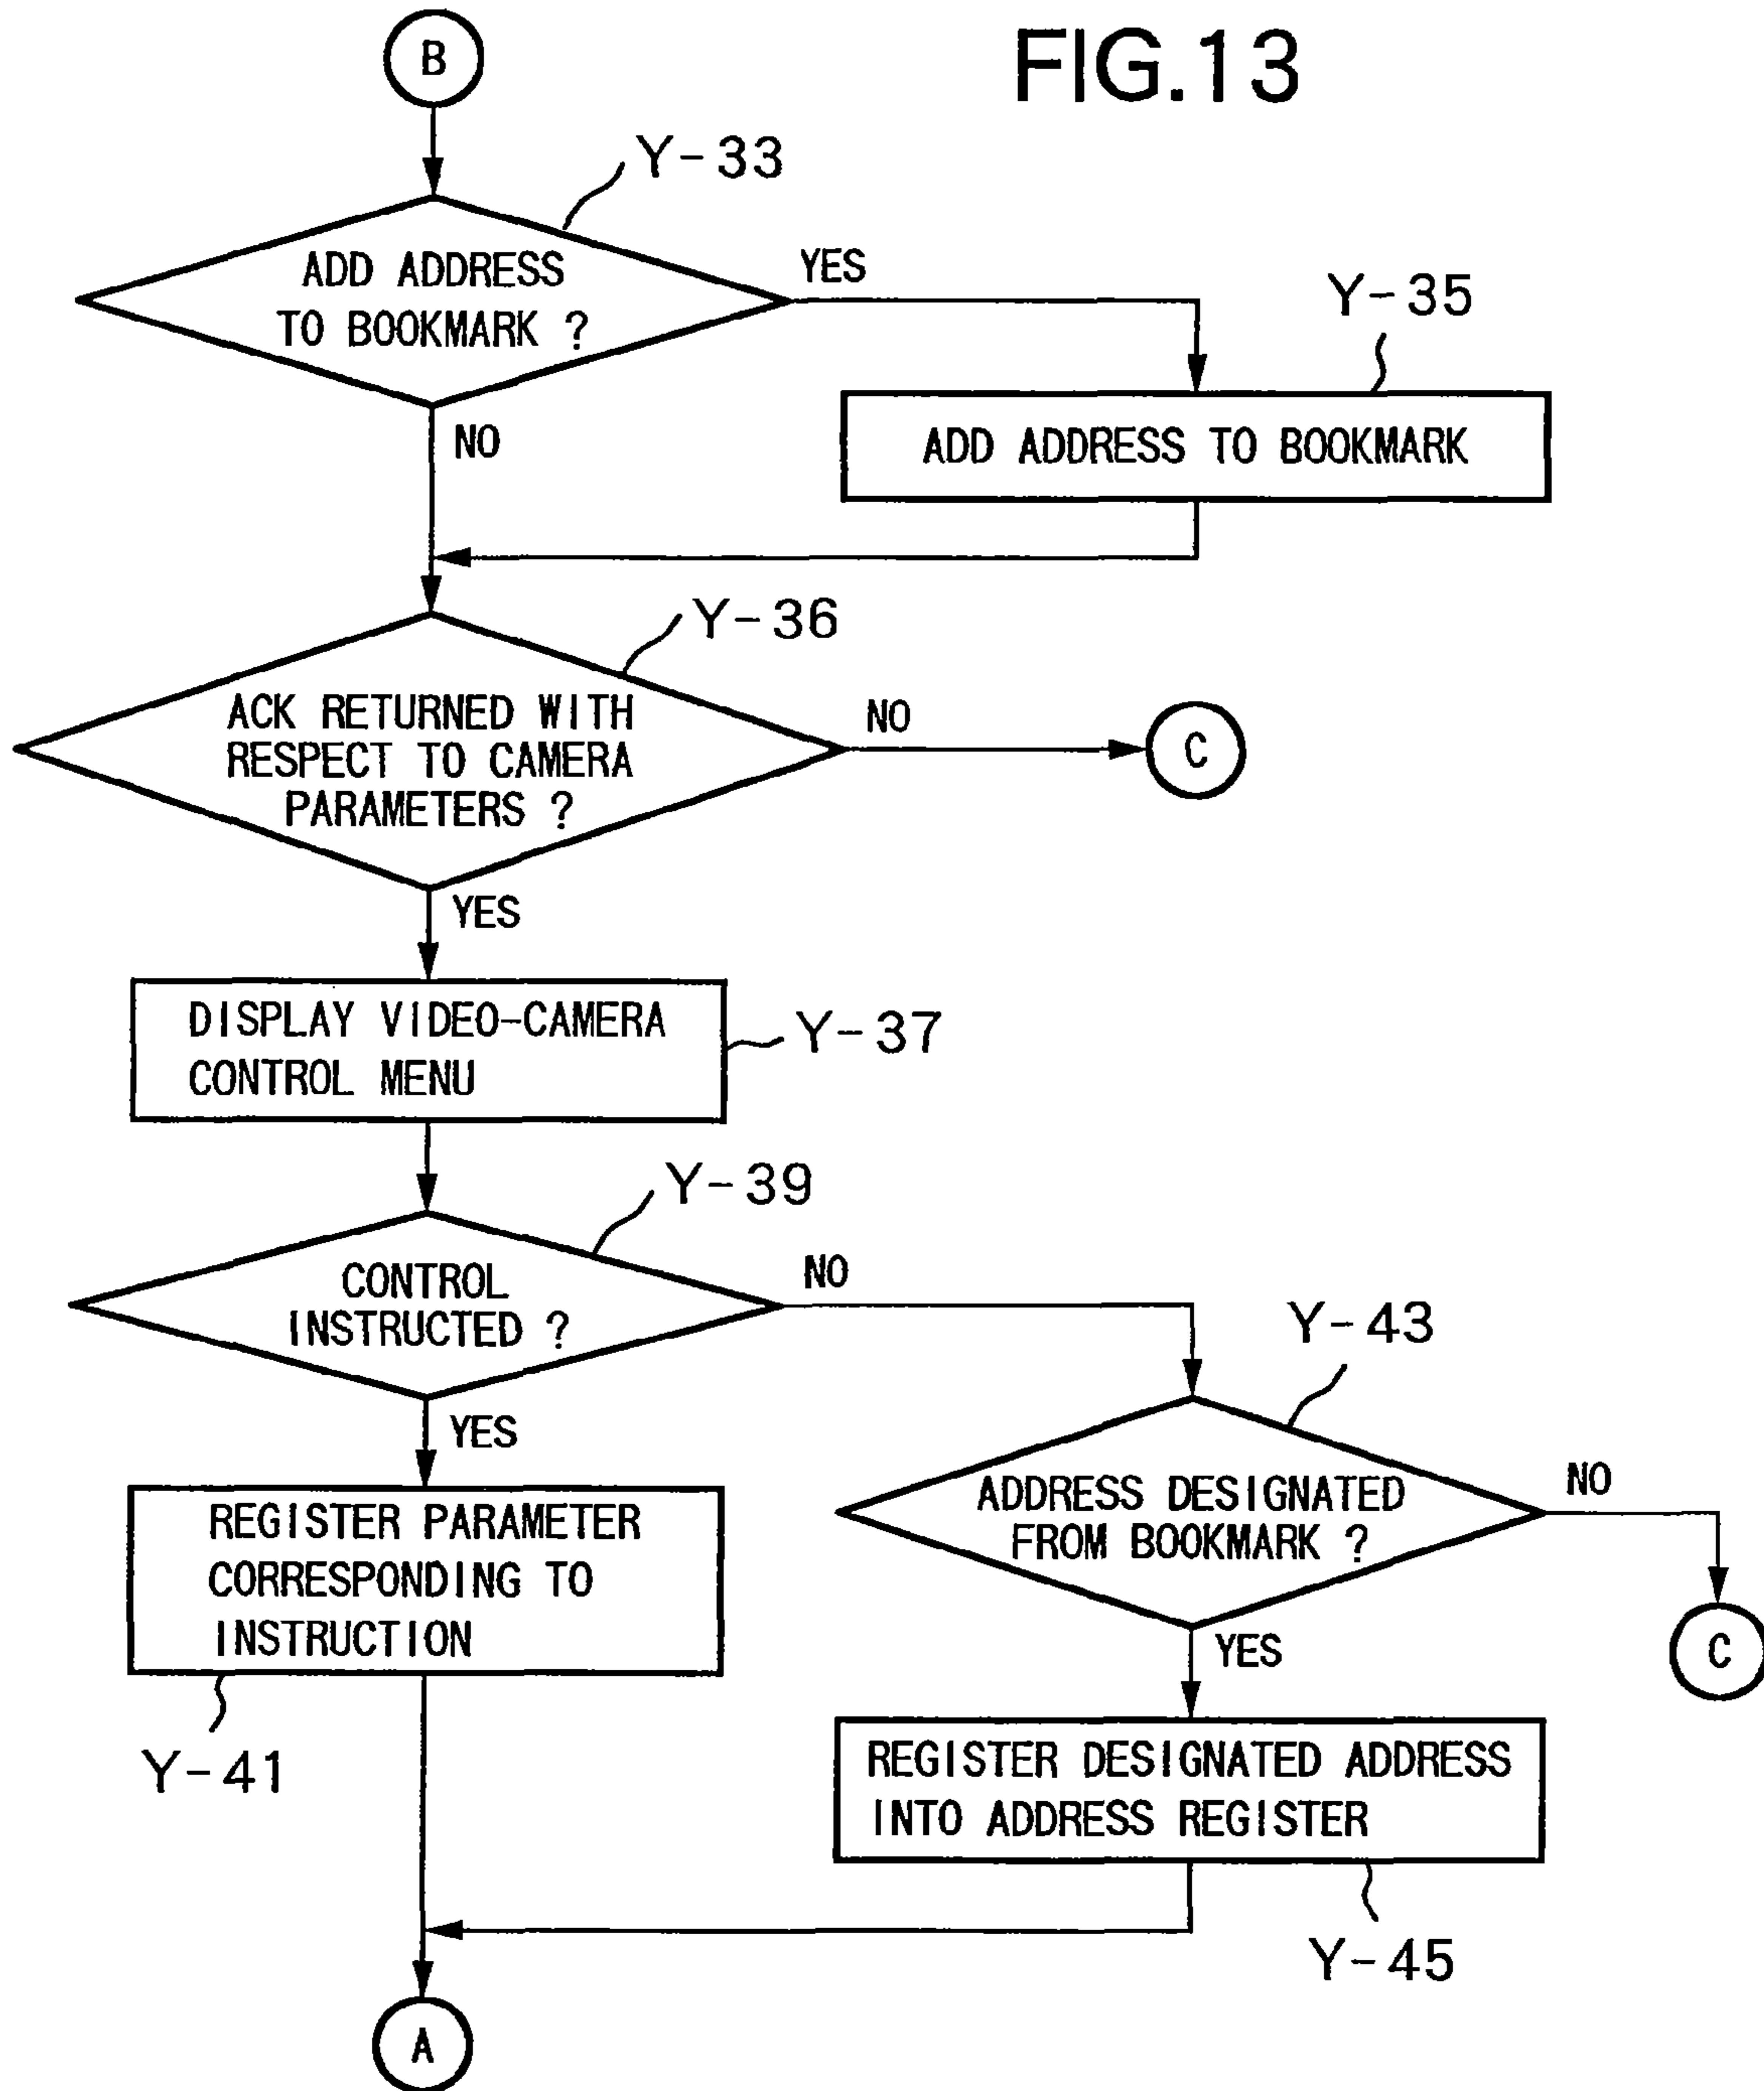 FIG.13
B
Y-33
ADD ADDRESS
TO BOOKMARK ?
YES
NO
Y-35
ADD ADDRESS TO BOOKMARK
Y-36
ACK RETURNED WITH
RESPECT TO CAMERA
PARAMETERS ?
NO
C
YES
DISPLAY VIDEO-CAMERA
CONTROL MENU
Y-37
Y-39
CONTROL
INSTRUCTED ?
NO
YES
Y-43
ADDRESS DESIGNATED
FROM BOOKMARK ?
NO
C
YES
REGISTER PARAMETER
CORRESPONDING TO
INSTRUCTION
Y-41
REGISTER DESIGNATED ADDRESS
INTO ADDRESS REGISTER
Y-45
A